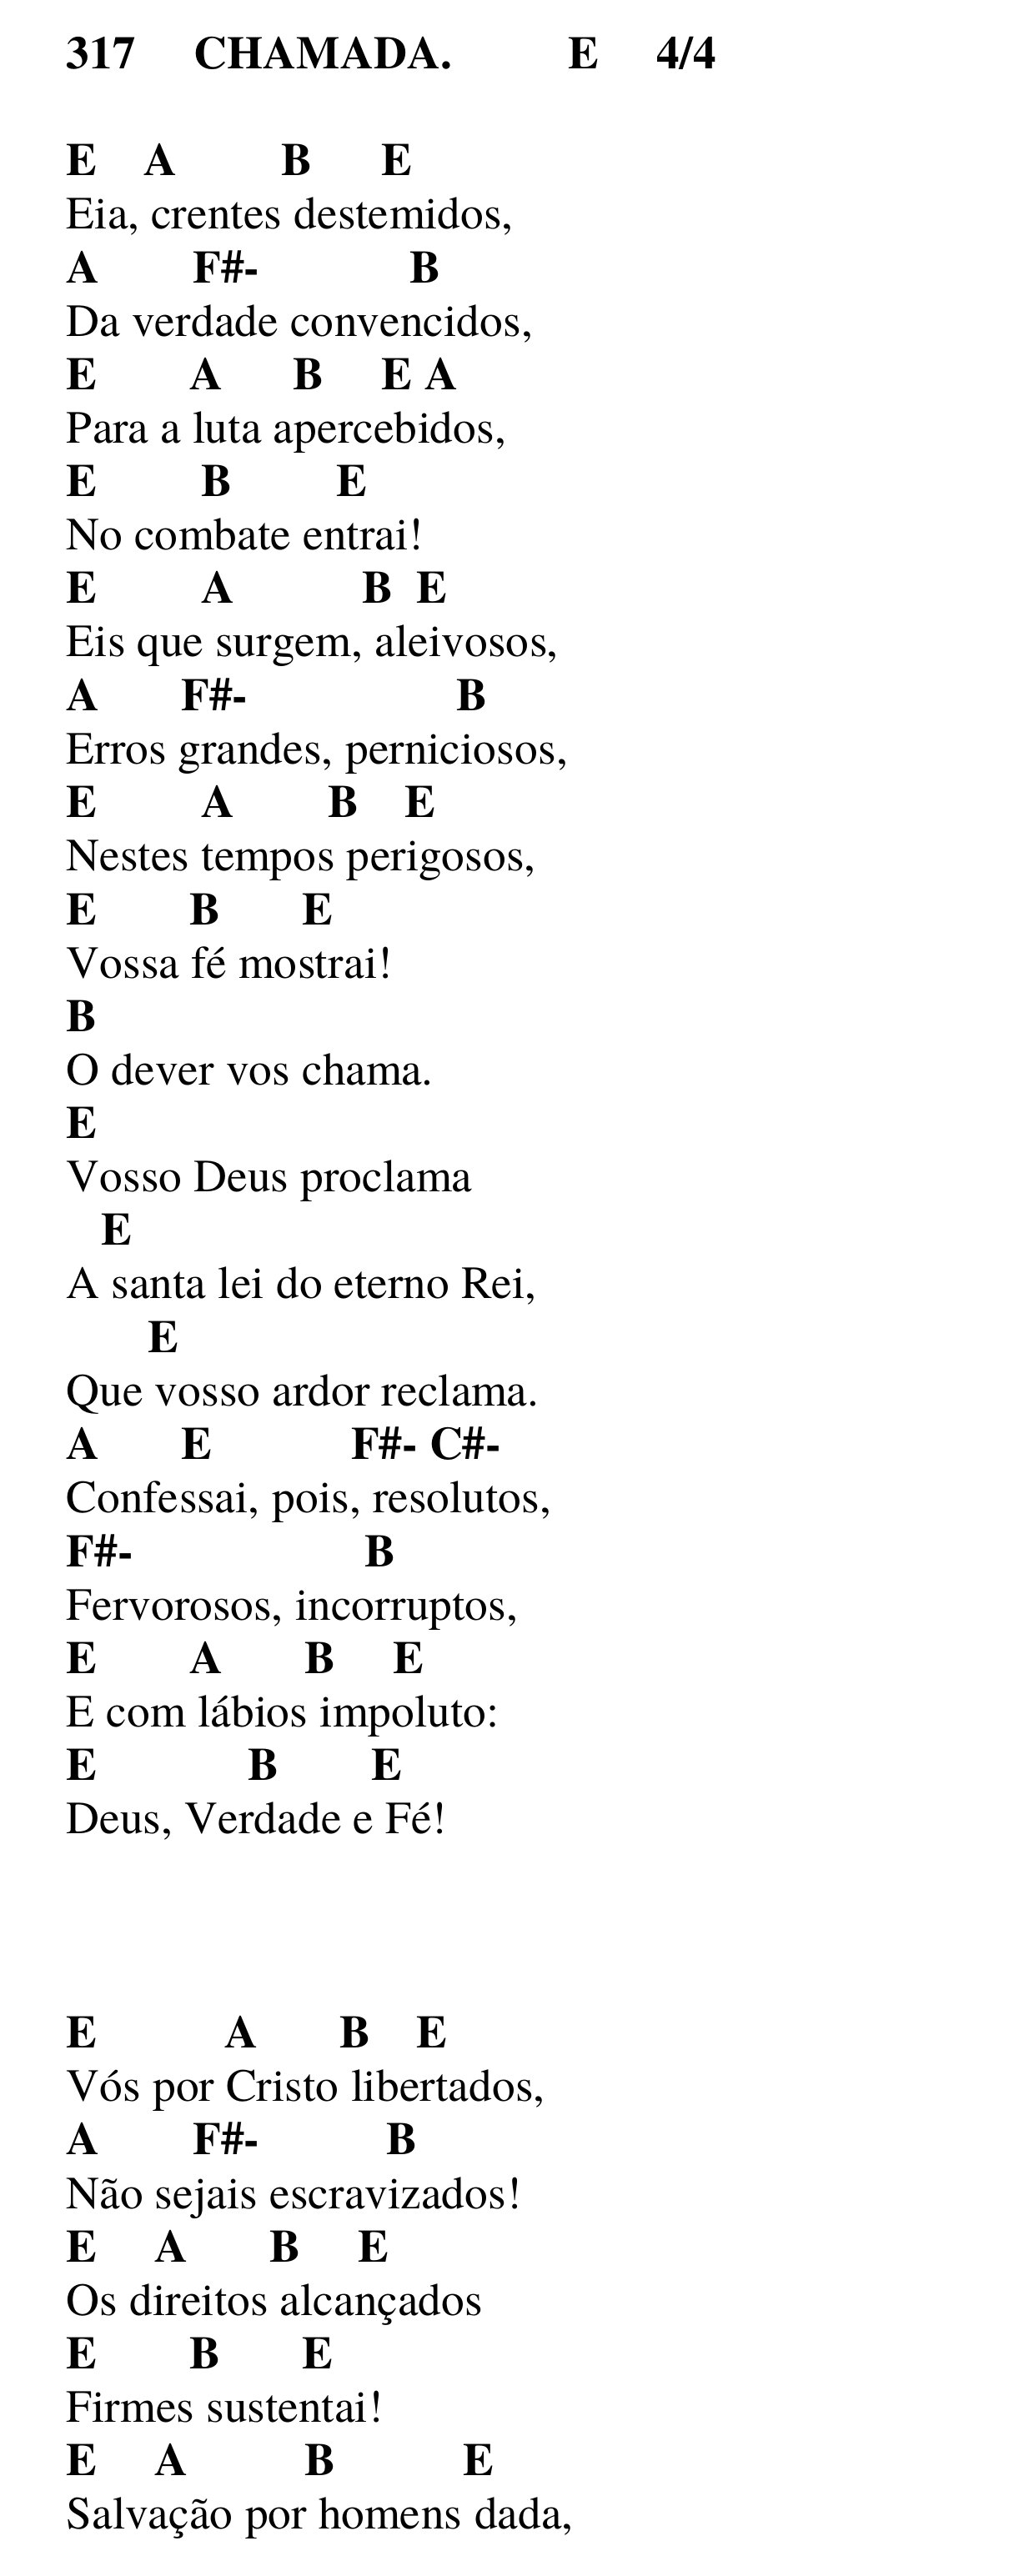 317 CHAMADA. E 4/4
E A B E
Eia, crentes destemidos,
A F#- B
Da verdade convencidos,
E A B E A
Para a luta apercebidos,
E B E
No combate entrai!
E A B E
Eis que surgem, aleivosos,
A F#- B
Erros grandes, perniciosos,
E A B E
Nestes tempos perigosos,
E B E
Vossa fé mostrai!
B
O dever vos chama.
E
Vosso Deus proclama
E
A santa lei do eterno Rei,
E
Que vosso ardor reclama.
A E F#- C#-
Confessai, pois, resolutos,
F#- B
Fervorosos, incorruptos,
E A B E
E com lábios impoluto:
E B E
Deus, Verdade e Fé!
E A B E
Vós por Cristo libertados,
A F#- B
Não sejais escravizados!
E A B E
Os direitos alcançados
E B E
Firmes sustentai!
E A B E
Salvação por homens dada,